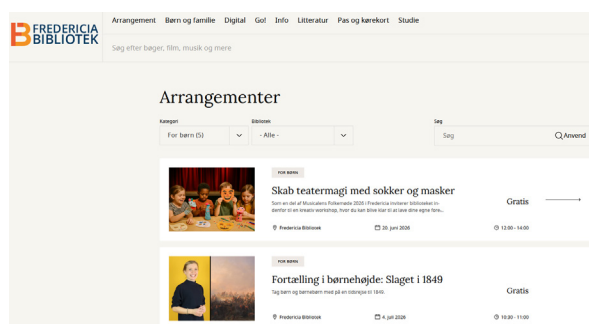 FREDERICIA
BIBLIOTEK
Arrangement Børn og familie Digital Go! Info Litteratur Pas og kørekort Studie
Søg efter bøger, film, musik og mere
Arrangementer
Kategori Bibliotek Søg
For børn (5) - Alle - Søg Anvend
FOR BØRN
Skab teatermagi med sokker og masker
Som en del af Musicalens Folkemøde 2026 i Fredericia inviterer biblioteket in-
denfor til en kreativ workshop, hvor du kan blive klar til at lave dine egne fore...
Gratis
Fredericia Bibliotek 20. juni 2026 12:00 - 14:00
FOR BØRN
Fortælling i børnehøjde: Slaget i 1849
Tag børn og børnebørn med på en tidsrejse til 1849.
Gratis
Fredericia Bibliotek 4. juli 2026 10:30 - 11:00